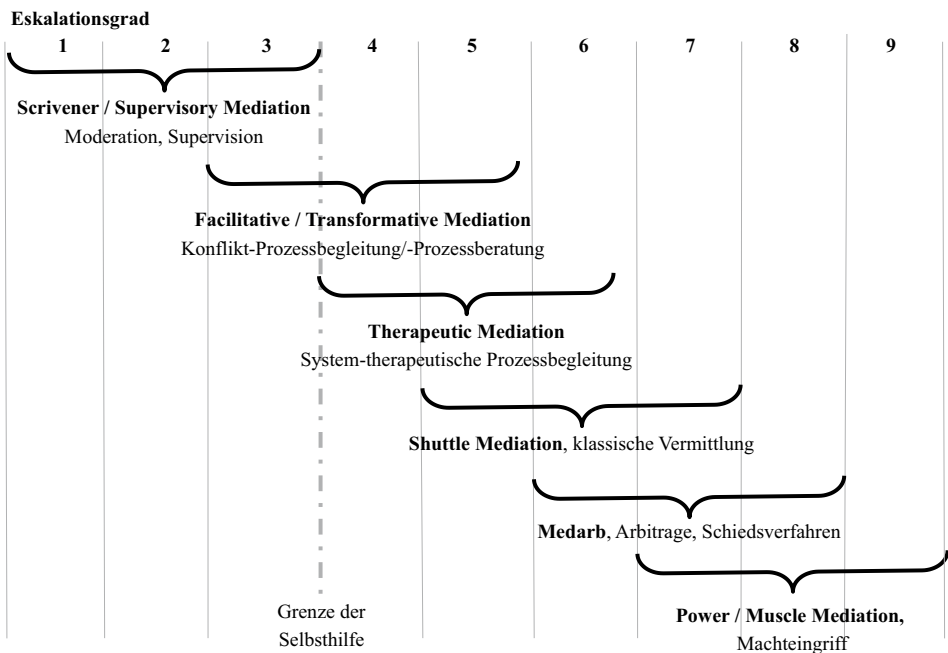 Eskalationsgrad
1 2 3 4 5 6 7 8 9
Scrivener / Supervisory Mediation
Moderation, Supervision
Facilitative / Transformative Mediation
Konflikt-Prozessbegleitung/-Prozessberatung
Therapeutic Mediation
System-therapeutische Prozessbegleitung
Shuttle Mediation, klassische Vermittlung
Medarb, Arbitrage, Schiedsverfahren
Grenze der
Selbsthilfe
Power / Muscle Mediation,
Machteingriff